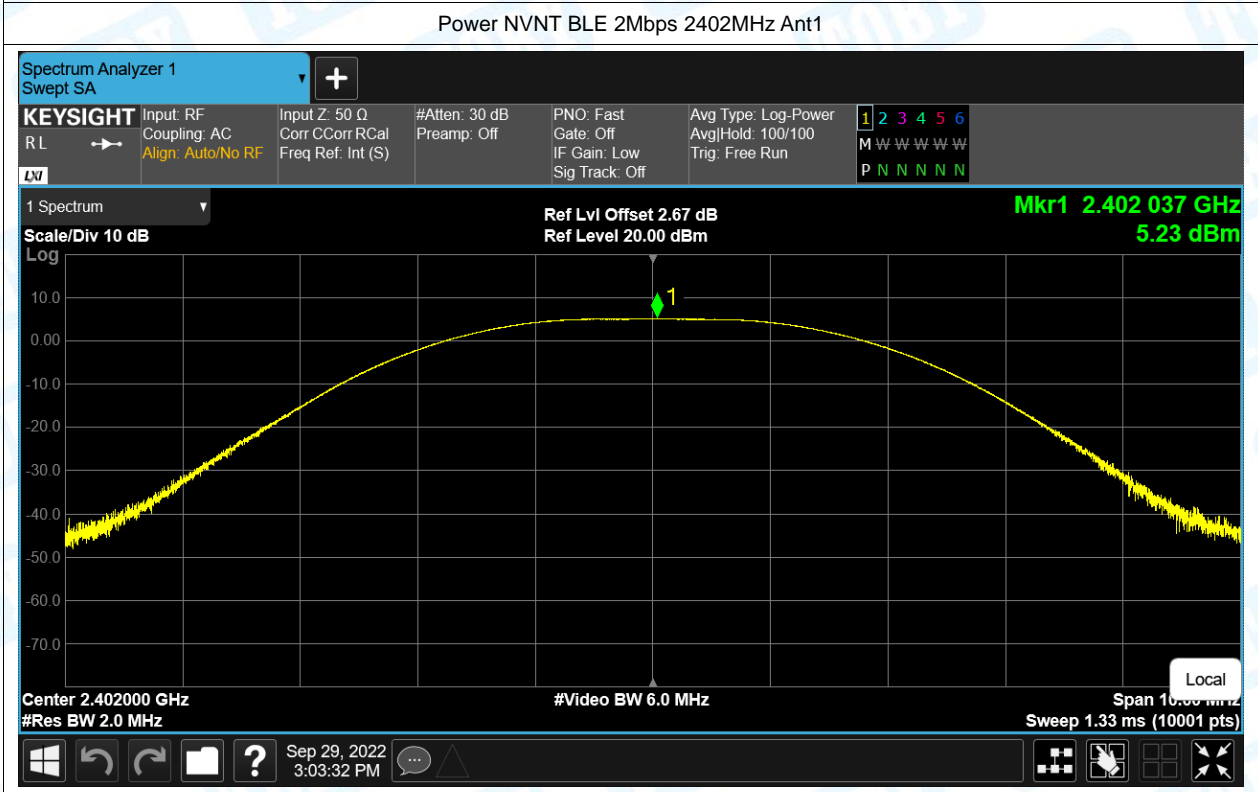 Power NVNT BLE 2Mbps 2402MHz Ant1
Spectrum Analyzer 1
Swept SA
KEYSIGHT
R L
LXI
Input: RF
Coupling: AC
Align: Auto/No RF
Input Z: 50 Ω
Corr CCorr RCal
Freq Ref: Int (S)
#Atten: 30 dB
Preamp: Off
PNO: Fast
Gate: Off
IF Gain: Low
Sig Track: Off
Avg Type: Log-Power
Avg|Hold: 100/100
Trig: Free Run
1 2 3 4 5 6
M W W W W W
P N N N N N
1 Spectrum
Scale/Div 10 dB
Ref Lvl Offset 2.67 dB
Ref Level 20.00 dBm
Mkr1 2.402 037 GHz
5.23 dBm
Log
10.0
0.00
-10.0
-20.0
-30.0
-40.0
-50.0
-60.0
-70.0
1
Local
Center 2.402000 GHz
#Video BW 6.0 MHz
Span 10.00 MHz
#Res BW 2.0 MHz
Sweep 1.33 ms (10001 pts)
?
Sep 29, 2022
3:03:32 PM